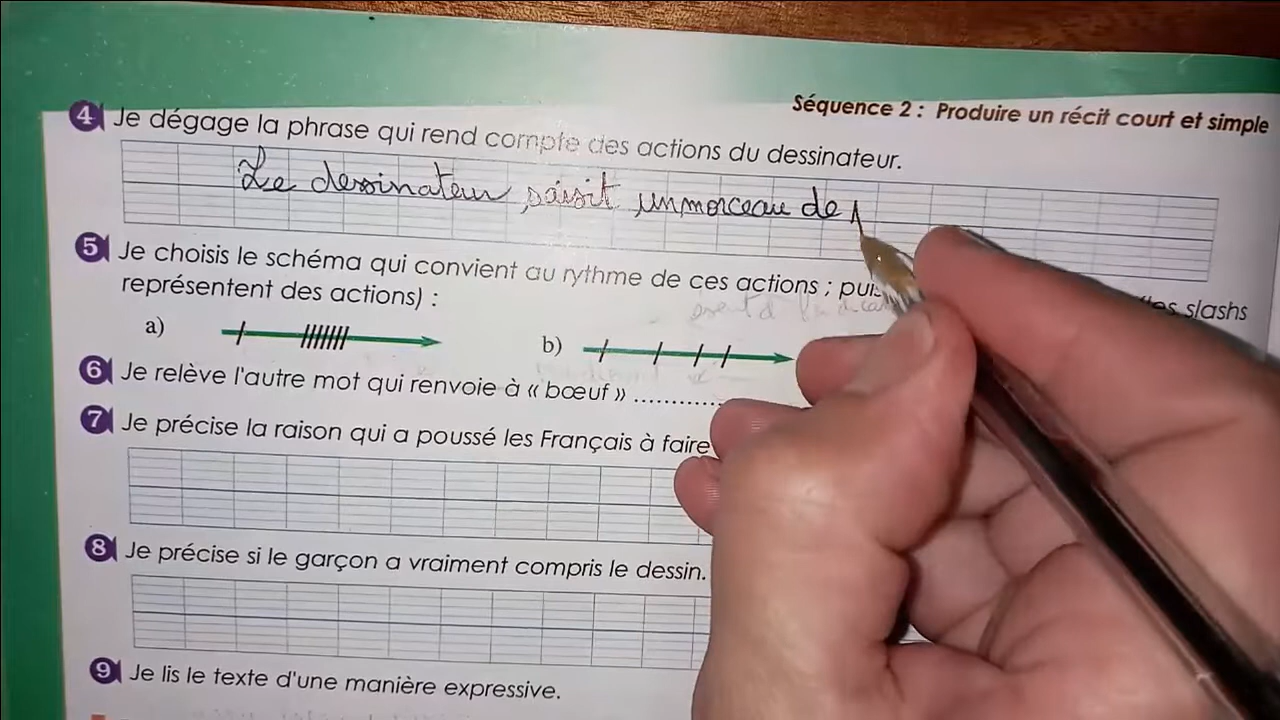 Séquence 2 : Produire un récit court et simple
4 Je dégage la phrase qui rend compte des actions du dessinateur.
Le dessinateur saisit un morceau de
5 Je choisis le schéma qui convient au rythme de ces actions ; puis slashs
représentent des actions) :
a) b)
6 Je relève l'autre mot qui renvoie à « bœuf » ............
7 Je précise la raison qui a poussé les Français à faire
8 Je précise si le garçon a vraiment compris le dessin.
9 Je lis le texte d'une manière expressive.